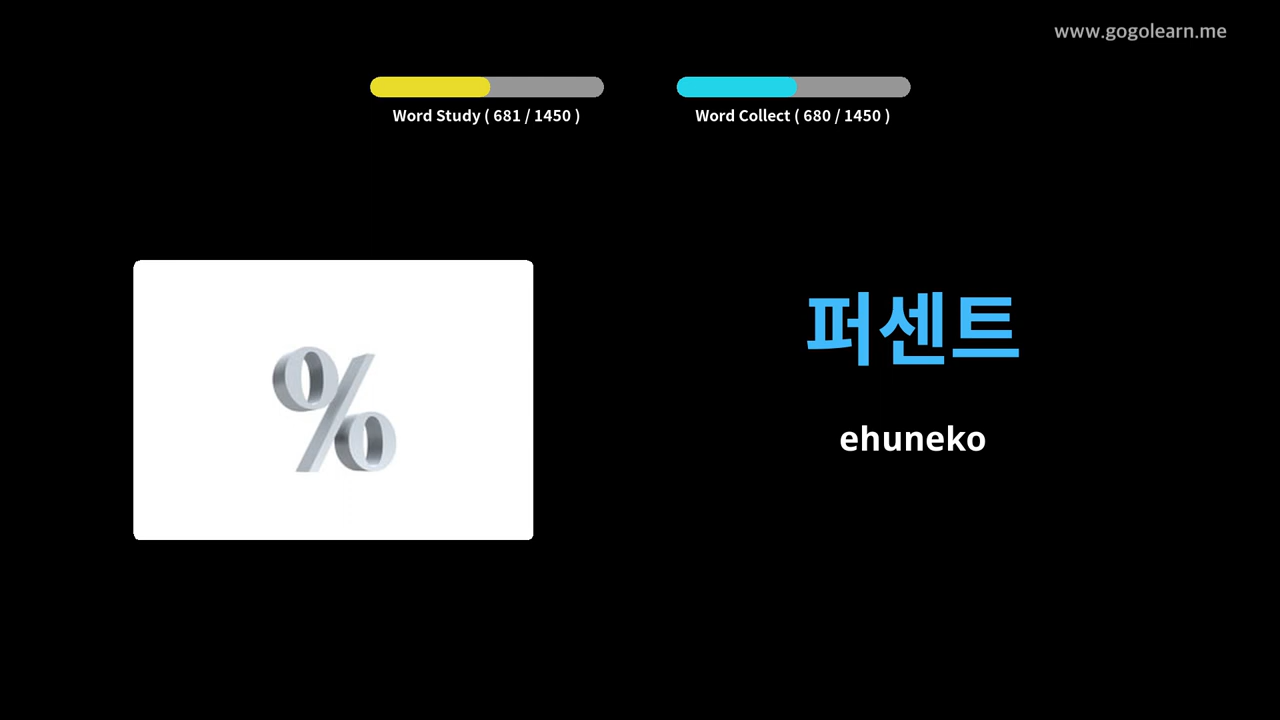 www.gogolearn.me
Word Study ( 681 / 1450 )
Word Collect ( 680 / 1450 )
%
퍼센트
ehuneko